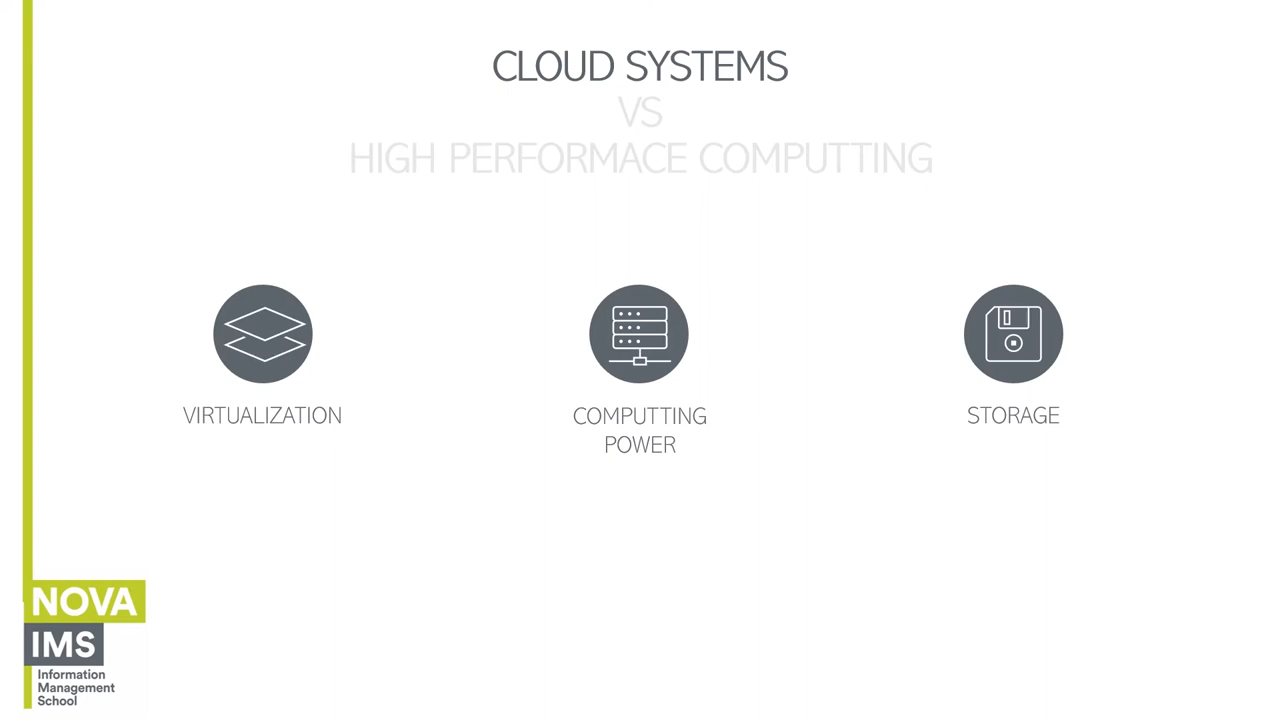 CLOUD SYSTEMS
VS
HIGH PERFORMACE COMPUTTING
VIRTUALIZATION
COMPUTTING
POWER
STORAGE
NOVA
IMS
Information
Management
School